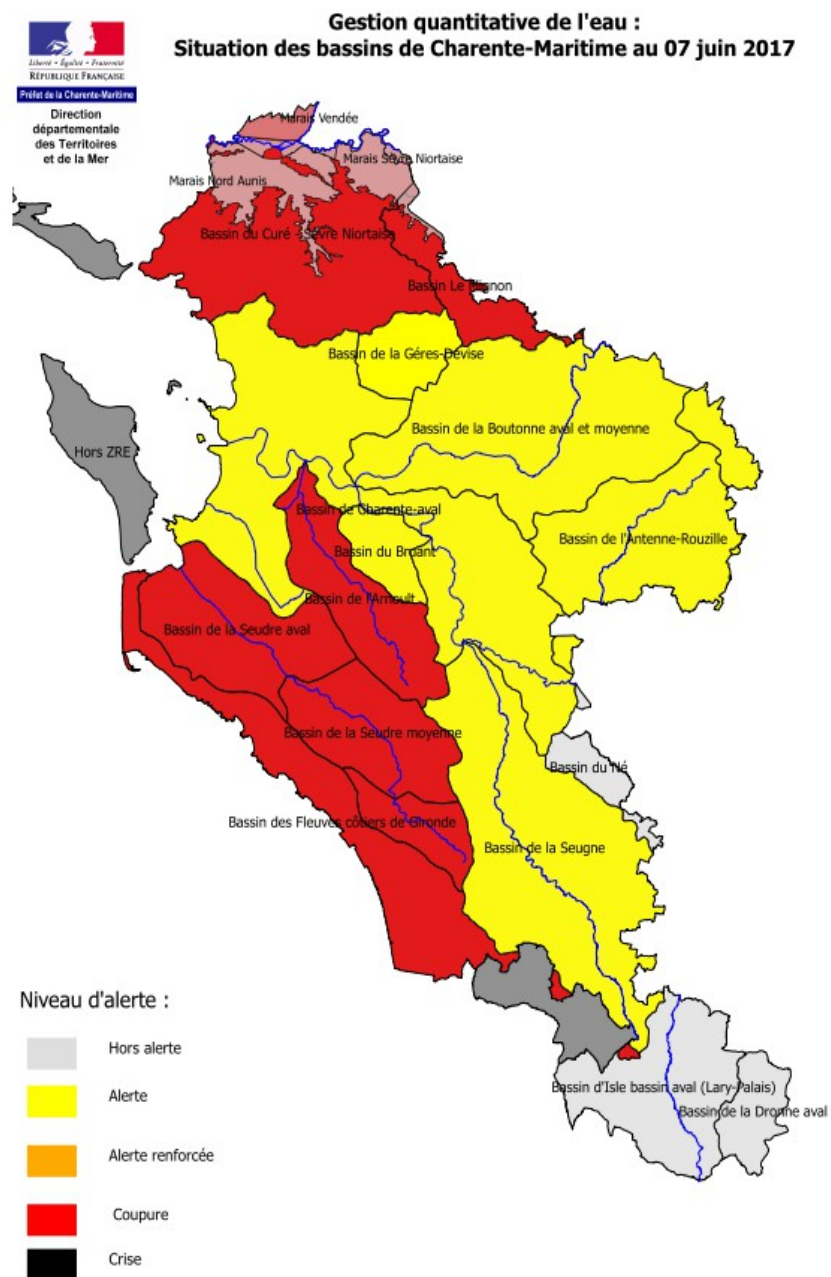 Gestion quantitative de l'eau :
Situation des bassins de Charente-Maritime au 07 juin 2017
Liberté • Égalité • Fraternité
RÉPUBLIQUE FRANÇAISE
Préfet de la Charente-Maritime
Direction
départementale
des Territoires
et de la Mer
Marais Vendée
Marais Sèvre Niortaise
Marais Nord Aunis
Bassin du Curé - Sèvre Niortaise
Bassin Le Mignon
Bassin de la Géres-Devise
Bassin de la Boutonne aval et moyenne
Hors ZRE
Bassin de Charente-aval
Bassin de l'Antenne-Rouzille
Bassin du Bruant
Bassin de l'Arnoult
Bassin de la Seudre aval
Bassin de la Seudre moyenne
Bassin du Né
Bassin des Fleuves côtiers de Gironde
Bassin de la Seugne
Bassin d'Isle bassin aval (Lary-Palais)
Bassin de la Dronne aval
Niveau d'alerte :
Hors alerte
Alerte
Alerte renforcée
Coupure
Crise